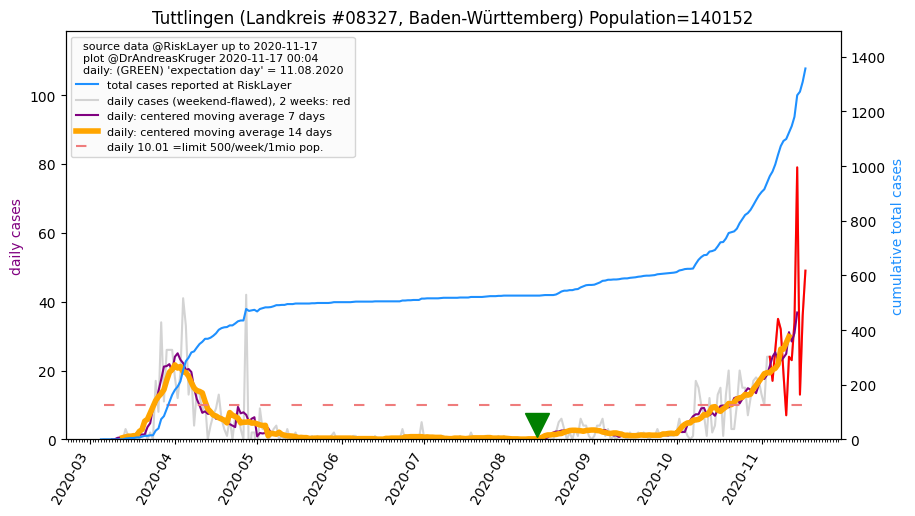 Tuttlingen (Landkreis #08327, Baden-Württemberg) Population=140152
source data @RiskLayer up to 2020-11-17
plot @DrAndreasKruger 2020-11-17 00:04
daily: (GREEN) 'expectation day' = 11.08.2020
total cases reported at RiskLayer
daily cases (weekend-flawed), 2 weeks: red
daily: centered moving average 7 days
daily: centered moving average 14 days
daily 10.01 =limit 500/week/1mio pop.
daily cases
100
80
60
40
20
0
1400
1200
1000
800
600
400
200
0
cumulative total cases
2020-03
2020-04
2020-05
2020-06
2020-07
2020-08
2020-09
2020-10
2020-11